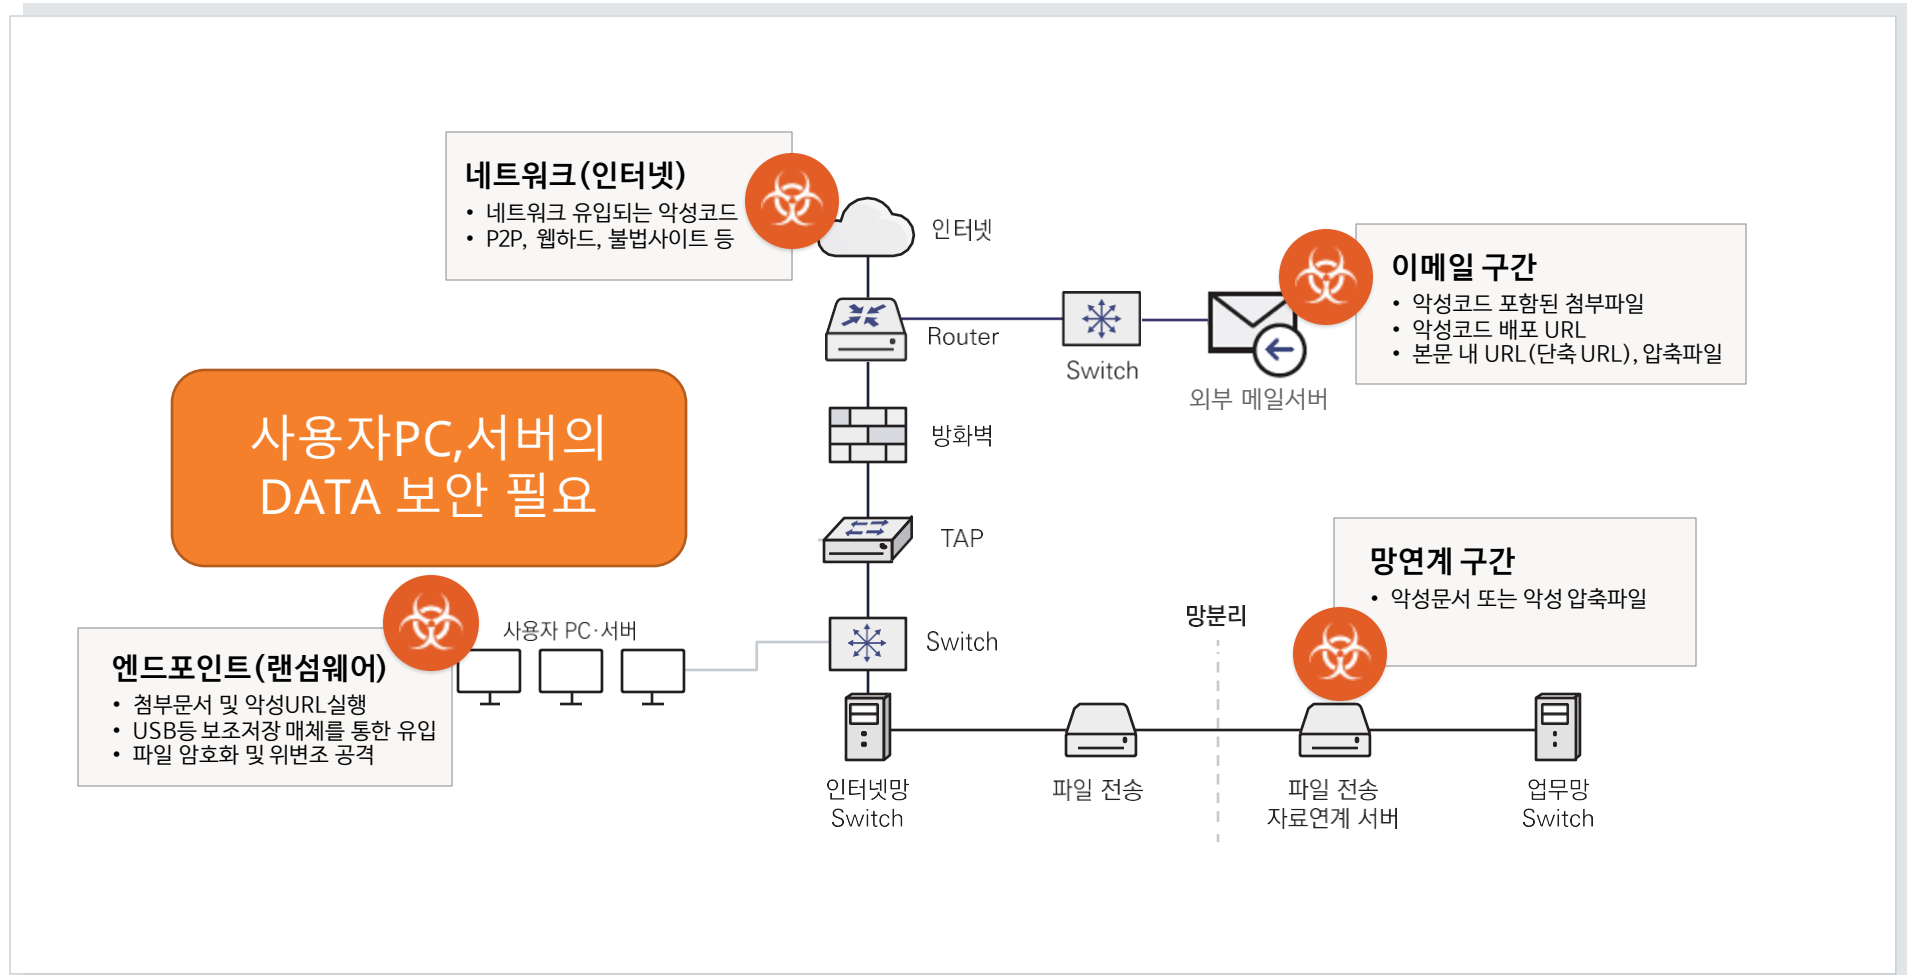 네트워크(인터넷)
• 네트워크 유입되는 악성코드
• P2P, 웹하드, 불법사이트 등
인터넷
이메일 구간
• 악성코드 포함된 첨부파일
• 악성코드 배포 URL
• 본문 내 URL(단축 URL), 압축파일
Router
Switch
외부 메일서버
사용자PC,서버의
DATA 보안 필요
방화벽
TAP
망연계 구간
• 악성문서 또는 악성 압축파일
망분리
사용자 PC·서버
Switch
엔드포인트(랜섬웨어)
• 첨부문서 및 악성URL실행
• USB등 보조저장 매체를 통한 유입
• 파일 암호화 및 위변조 공격
인터넷망
Switch
파일 전송
파일 전송
자료연계 서버
업무망
Switch